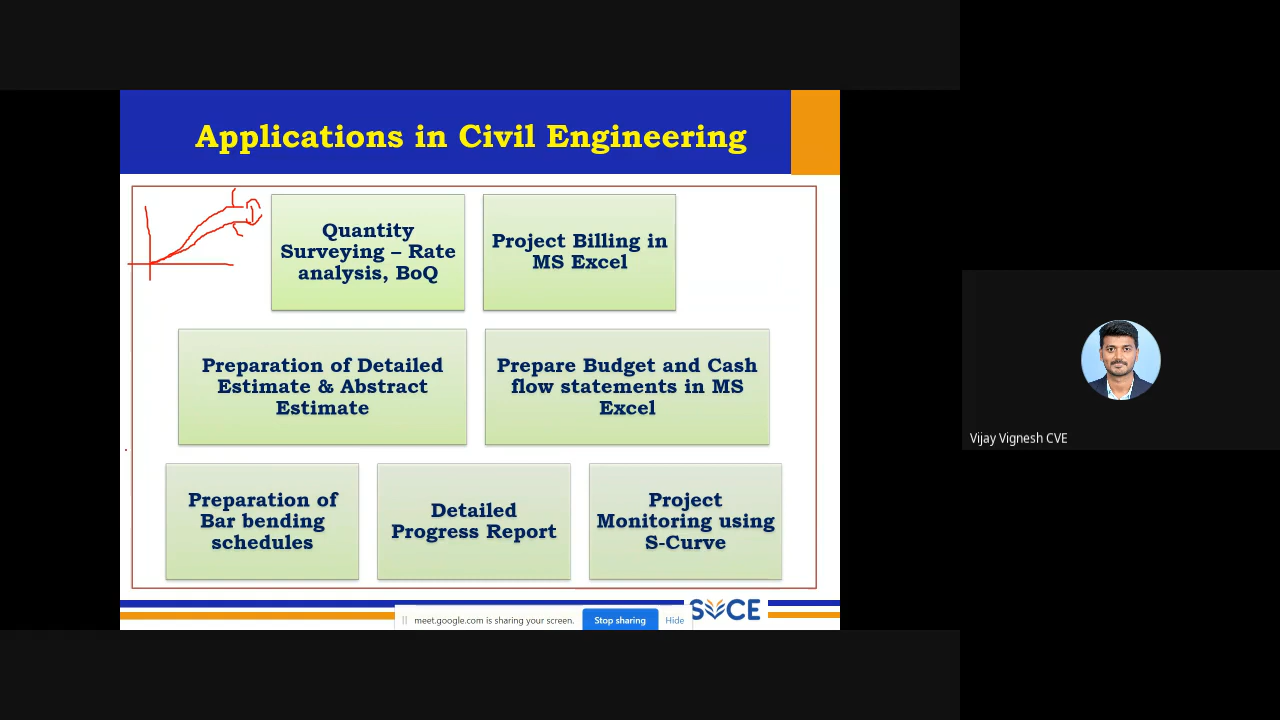 Applications in Civil Engineering
Quantity
Surveying – Rate
analysis, BoQ
Project Billing in
MS Excel
Preparation of Detailed
Estimate & Abstract
Estimate
Prepare Budget and Cash
flow statements in MS
Excel
Preparation of
Bar bending
schedules
Detailed
Progress Report
Project
Monitoring using
S-Curve
Vijay Vignesh CVE
meet.google.com is sharing your screen.
Stop sharing
Hide
SVCE